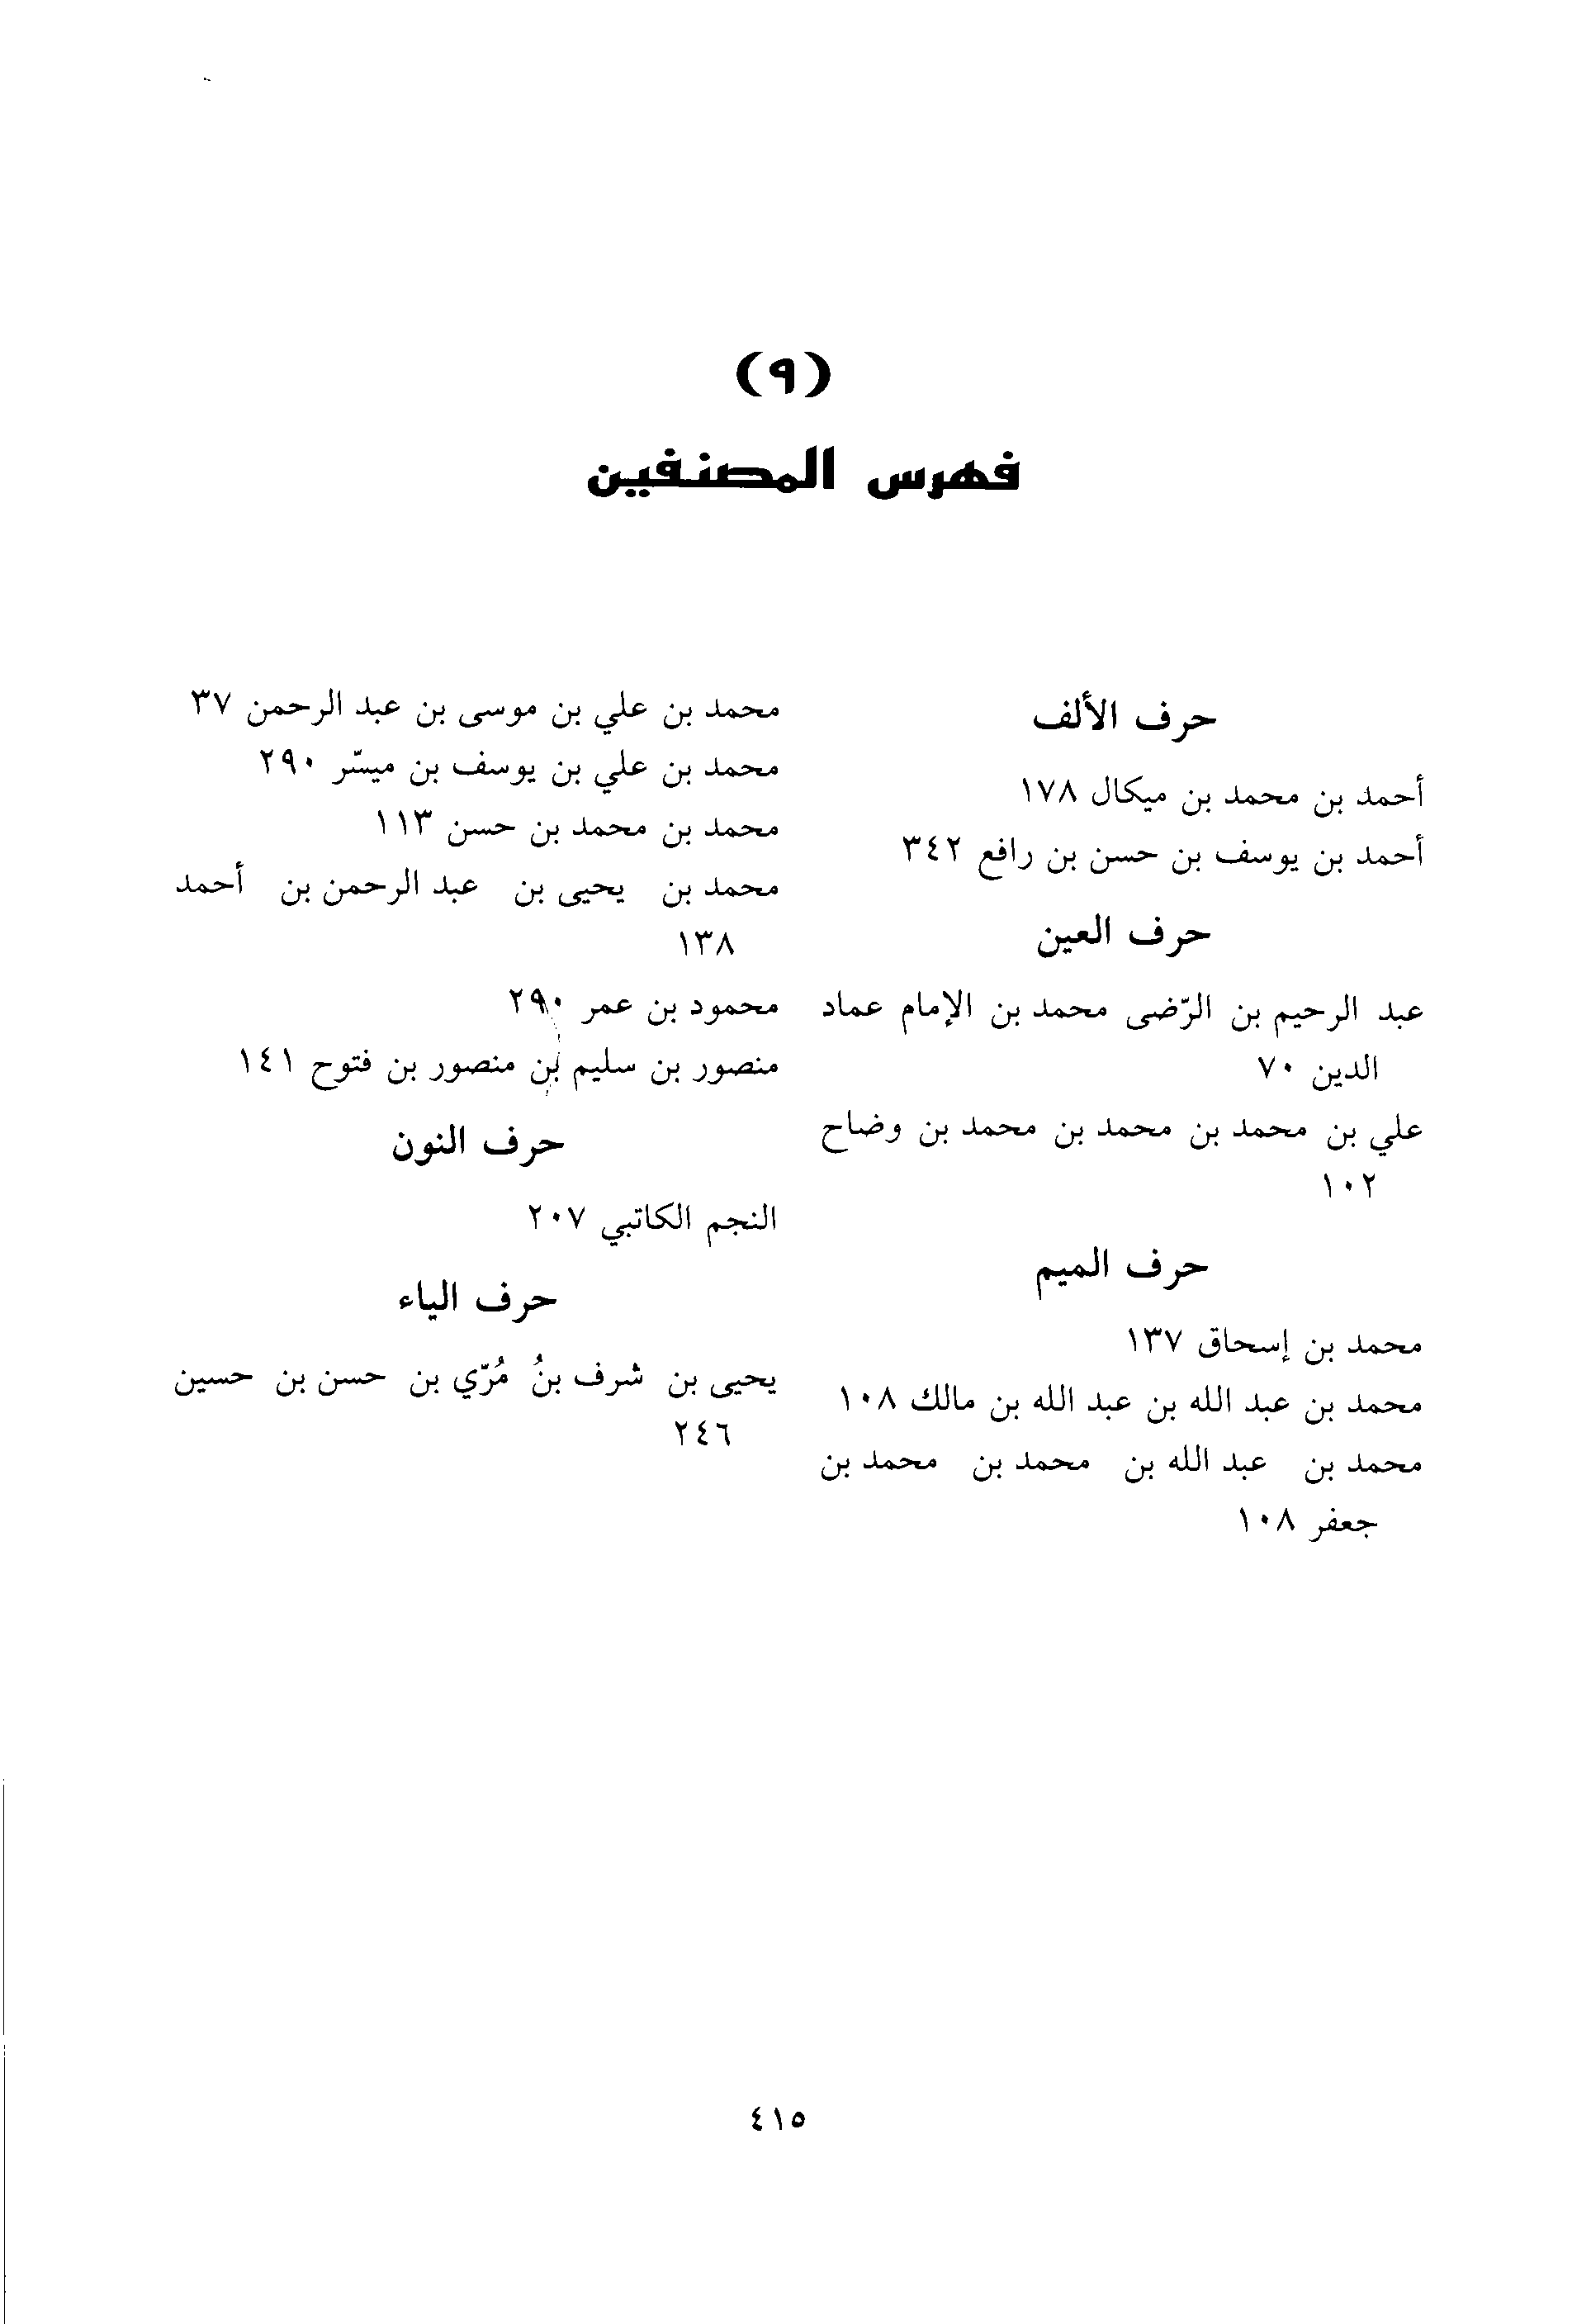 (٩)
فهرس المصنفين
حرف الألف
أحمد بن محمد بن ميكال ١٧٨
أحمد بن يوسف بن حسن بن رافع ٣٤٢
حرف العين
عبد الرحيم بن الرّضى محمد بن الإمام عماد
الدين ٧٠
علي بن محمد بن محمد بن محمد بن وضاح
١٠٢
حرف الميم
محمد بن إسحاق ١٣٧
محمد بن عبد الله بن عبد الله بن مالك ١٠٨
محمد بن عبد الله بن محمد بن محمد بن
جعفر ١٠٨
محمد بن علي بن موسى بن عبد الرحمن ٣٧
محمد بن علي بن يوسف بن ميسّر ٢٩٠
محمد بن محمد بن حسن ١١٣
محمد بن يحيى بن عبد الرحمن بن أحمد
١٣٨
محمود بن عمر ٢٩٠
منصور بن سليم بن منصور بن فتوح ١٤١
حرف النون
النجم الكاتبي ٢٠٧
حرف الياء
يحيى بن شرف بنُ مُرّي بن حسن بن حسين
٢٤٦
٤١٥